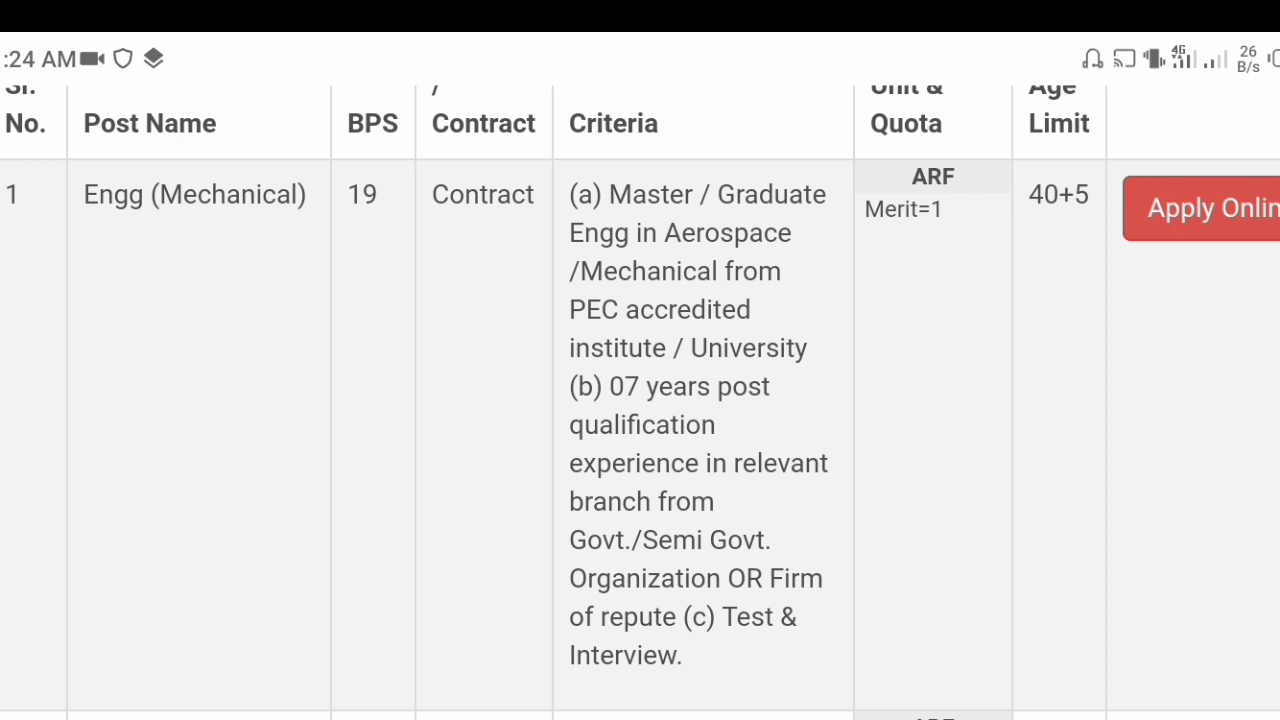 :24 AM
4G
26
B/s
Sr. / Unit & Age
No. Post Name BPS Contract Criteria Quota Limit
1 Engg (Mechanical) 19 Contract (a) Master / Graduate ARF 40+5 Apply Onlin
Merit=1
Engg in Aerospace
/Mechanical from
PEC accredited
institute / University
(b) 07 years post
qualification
experience in relevant
branch from
Govt./Semi Govt.
Organization OR Firm
of repute (c) Test &
Interview.